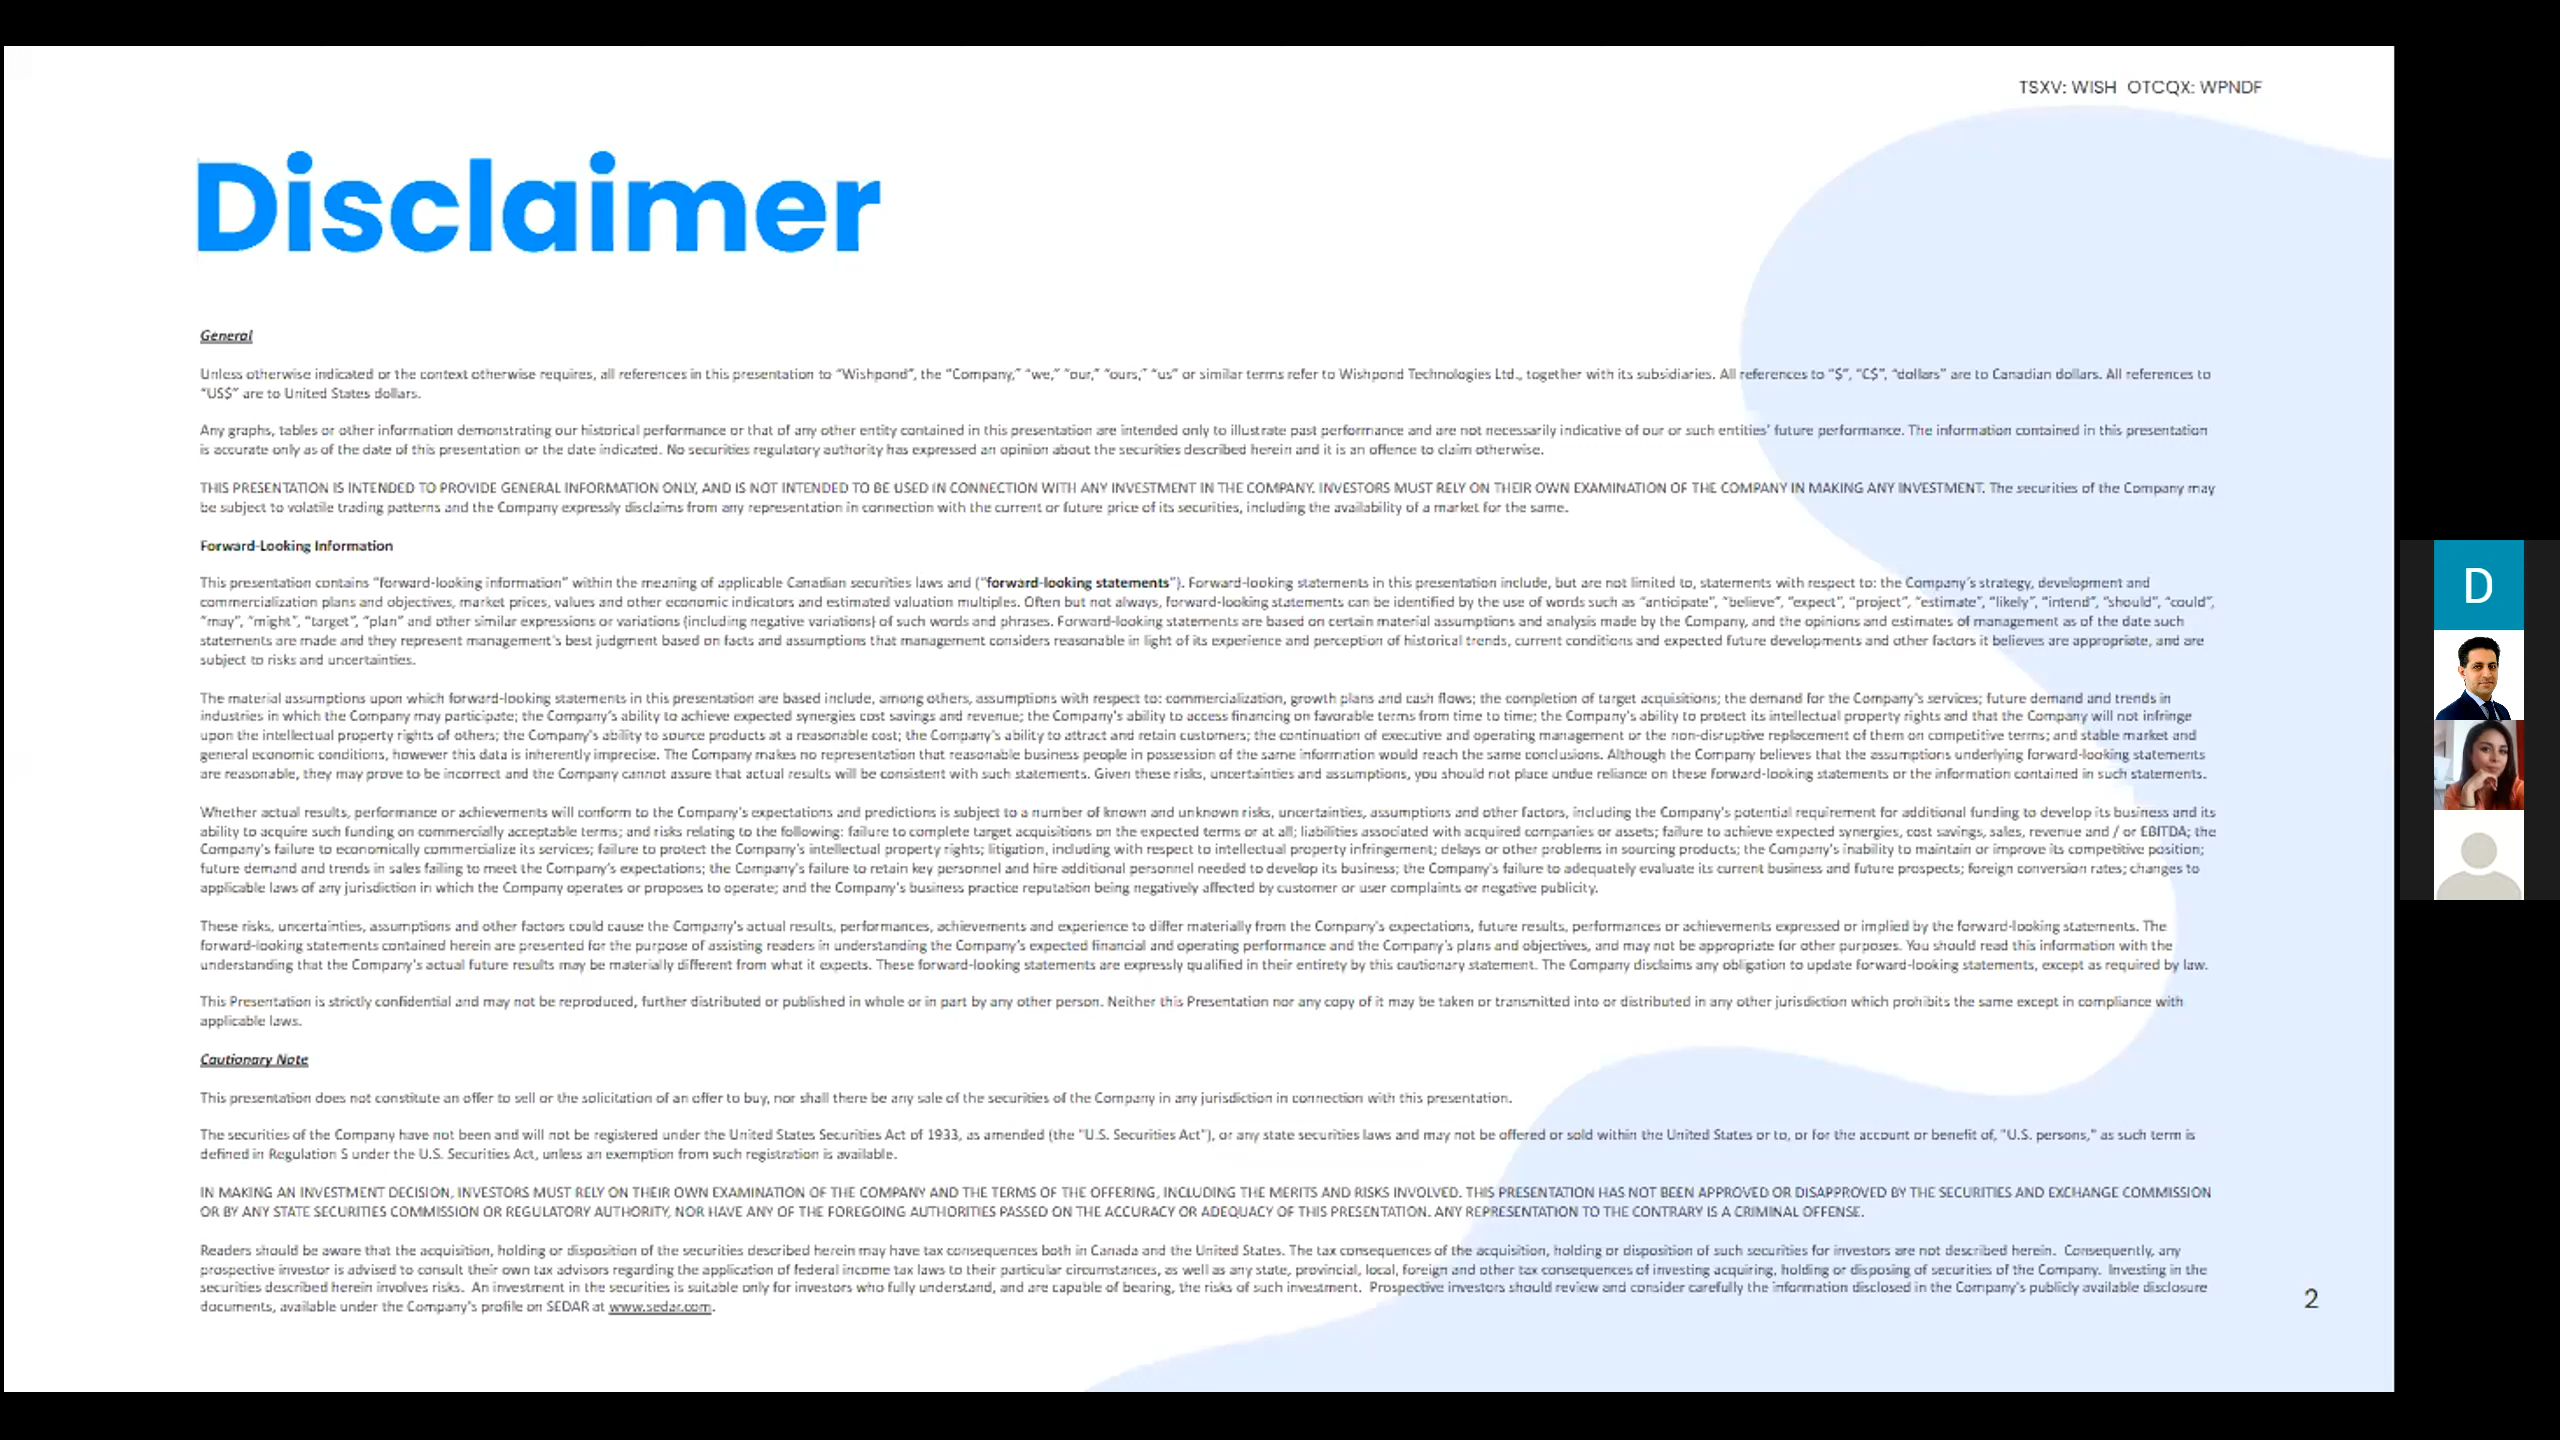 TSXV: WISH OTCQX: WPNDF
Disclaimer
General
Unless otherwise indicated or the context otherwise requires, all references in this presentation to “Wishpond”, the “Company,” “we,” “our,” “ours,” “us” or similar terms refer to Wishpond Technologies Ltd., together with its subsidiaries. All references to “$”, “C$”, “dollars” are to Canadian dollars. All references to
“US$” are to United States dollars.
Any graphs, tables or other information demonstrating our historical performance or that of any other entity contained in this presentation are intended only to illustrate past performance and are not necessarily indicative of our or such entities’ future performance. The information contained in this presentation
is accurate only as of the date of this presentation or the date indicated. No securities regulatory authority has expressed an opinion about the securities described herein and it is an offence to claim otherwise.
THIS PRESENTATION IS INTENDED TO PROVIDE GENERAL INFORMATION ONLY, AND IS NOT INTENDED TO BE USED IN CONNECTION WITH ANY INVESTMENT IN THE COMPANY. INVESTORS MUST RELY ON THEIR OWN EXAMINATION OF THE COMPANY IN MAKING ANY INVESTMENT. The securities of the Company may
be subject to volatile trading patterns and the Company expressly disclaims from any representation in connection with the current or future price of its securities, including the availability of a market for the same.
Forward-Looking Information
This presentation contains “forward-looking information” within the meaning of applicable Canadian securities laws and (“forward-looking statements”). Forward-looking statements in this presentation include, but are not limited to, statements with respect to: the Company’s strategy, development and
commercialization plans and objectives, market prices, values and other economic indicators and estimated valuation multiples. Often but not always, forward-looking statements can be identified by the use of words such as “anticipate”, “believe”, “expect”, “project”, “estimate”, “likely”, “intend”, “should”, “could”,
“may”, “might”, “target”, “plan” and other similar expressions or variations (including negative variations) of such words and phrases. Forward-looking statements are based on certain material assumptions and analysis made by the Company, and the opinions and estimates of management as of the date such
statements are made and they represent management’s best judgment based on facts and assumptions that management considers reasonable in light of its experience and perception of historical trends, current conditions and expected future developments and other factors it believes are appropriate, and are
subject to risks and uncertainties.
The material assumptions upon which forward-looking statements in this presentation are based include, among others, assumptions with respect to: commercialization, growth plans and cash flows; the completion of target acquisitions; the demand for the Company’s services; future demand and trends in
industries in which the Company may participate; the Company’s ability to achieve expected synergies cost savings and revenue; the Company’s ability to access financing on favorable terms from time to time; the Company’s ability to protect its intellectual property rights and that the Company will not infringe
upon the intellectual property rights of others; the Company’s ability to source products at a reasonable cost; the Company’s ability to attract and retain customers; the continuation of executive and operating management or the non-disruptive replacement of them on competitive terms; and stable market and
general economic conditions, however this data is inherently imprecise. The Company makes no representation that reasonable business people in possession of the same information would reach the same conclusions. Although the Company believes that the assumptions underlying forward-looking statements
are reasonable, they may prove to be incorrect and the Company cannot assure that actual results will be consistent with such statements. Given these risks, uncertainties and assumptions, you should not place undue reliance on these forward-looking statements or the information contained in such statements.
Whether actual results, performance or achievements will conform to the Company’s expectations and predictions is subject to a number of known and unknown risks, uncertainties, assumptions and other factors, including the Company’s potential requirement for additional funding to develop its business and its
ability to acquire such funding on commercially acceptable terms; and risks relating to the following: failure to complete target acquisitions on the expected terms or at all; liabilities associated with acquired companies or assets; failure to achieve expected synergies, cost savings, sales, revenue and / or EBITDA; the
Company’s failure to economically commercialize its services; failure to protect the Company’s intellectual property rights; litigation, including with respect to intellectual property infringement; delays or other problems in sourcing products; the Company’s inability to maintain or improve its competitive position;
future demand and trends in sales failing to meet the Company’s expectations; the Company’s failure to retain key personnel and hire additional personnel needed to develop its business; the Company’s failure to adequately evaluate its current business and future prospects; foreign conversion rates; changes to
applicable laws of any jurisdiction in which the Company operates or proposes to operate; and the Company’s business practice reputation being negatively affected by customer or user complaints or negative publicity.
These risks, uncertainties, assumptions and other factors could cause the Company’s actual results, performances, achievements and experience to differ materially from the Company’s expectations, future results, performances or achievements expressed or implied by the forward-looking statements. The
forward-looking statements contained herein are presented for the purpose of assisting readers in understanding the Company’s expected financial and operating performance and the Company’s plans and objectives, and may not be appropriate for other purposes. You should read this information with the
understanding that the Company’s actual future results may be materially different from what it expects. These forward-looking statements are expressly qualified in their entirety by this cautionary statement. The Company disclaims any obligation to update forward-looking statements, except as required by law.
This Presentation is strictly confidential and may not be reproduced, further distributed or published in whole or in part by any other person. Neither this Presentation nor any copy of it may be taken or transmitted into or distributed in any other jurisdiction which prohibits the same except in compliance with
applicable laws.
Cautionary Note
This presentation does not constitute an offer to sell or the solicitation of an offer to buy, nor shall there be any sale of the securities of the Company in any jurisdiction in connection with this presentation.
The securities of the Company have not been and will not be registered under the United States Securities Act of 1933, as amended (the "U.S. Securities Act"), or any state securities laws and may not be offered or sold within the United States or to, or for the account or benefit of, "U.S. persons," as such term is
defined in Regulation S under the U.S. Securities Act, unless an exemption from such registration is available.
IN MAKING AN INVESTMENT DECISION, INVESTORS MUST RELY ON THEIR OWN EXAMINATION OF THE COMPANY AND THE TERMS OF THE OFFERING, INCLUDING THE MERITS AND RISKS INVOLVED. THIS PRESENTATION HAS NOT BEEN APPROVED OR DISAPPROVED BY THE SECURITIES AND EXCHANGE COMMISSION
OR BY ANY STATE SECURITIES COMMISSION OR REGULATORY AUTHORITY, NOR HAVE ANY OF THE FOREGOING AUTHORITIES PASSED ON THE ACCURACY OR ADEQUACY OF THIS PRESENTATION. ANY REPRESENTATION TO THE CONTRARY IS A CRIMINAL OFFENSE.
Readers should be aware that the acquisition, holding or disposition of the securities described herein may have tax consequences both in Canada and the United States. The tax consequences of the acquisition, holding or disposition of such securities for investors are not described herein. Consequently, any
prospective investor is advised to consult their own tax advisors regarding the application of federal income tax laws to their particular circumstances, as well as any state, provincial, local, foreign and other tax consequences of investing acquiring, holding or disposing of securities of the Company. Investing in the
securities described herein involves risks. An investment in the securities is suitable only for investors who fully understand, and are capable of bearing, the risks of such investment. Prospective investors should review and consider carefully the information disclosed in the Company’s publicly available disclosure
documents, available under the Company’s profile on SEDAR at www.sedar.com.
2
D